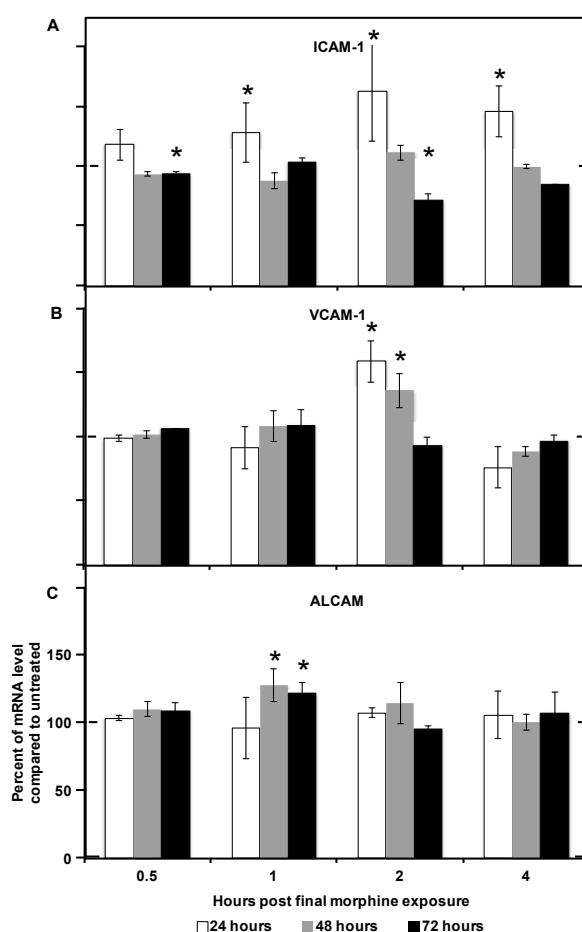 A
ICAM-1
*
*
*
*
*
B
VCAM-1
*
*
C
ALCAM
*
*
Percent of mRNA level
compared to untreated
150
100
50
0
0.5 1 2 4
Hours post final morphine exposure
24 hours 48 hours 72 hours